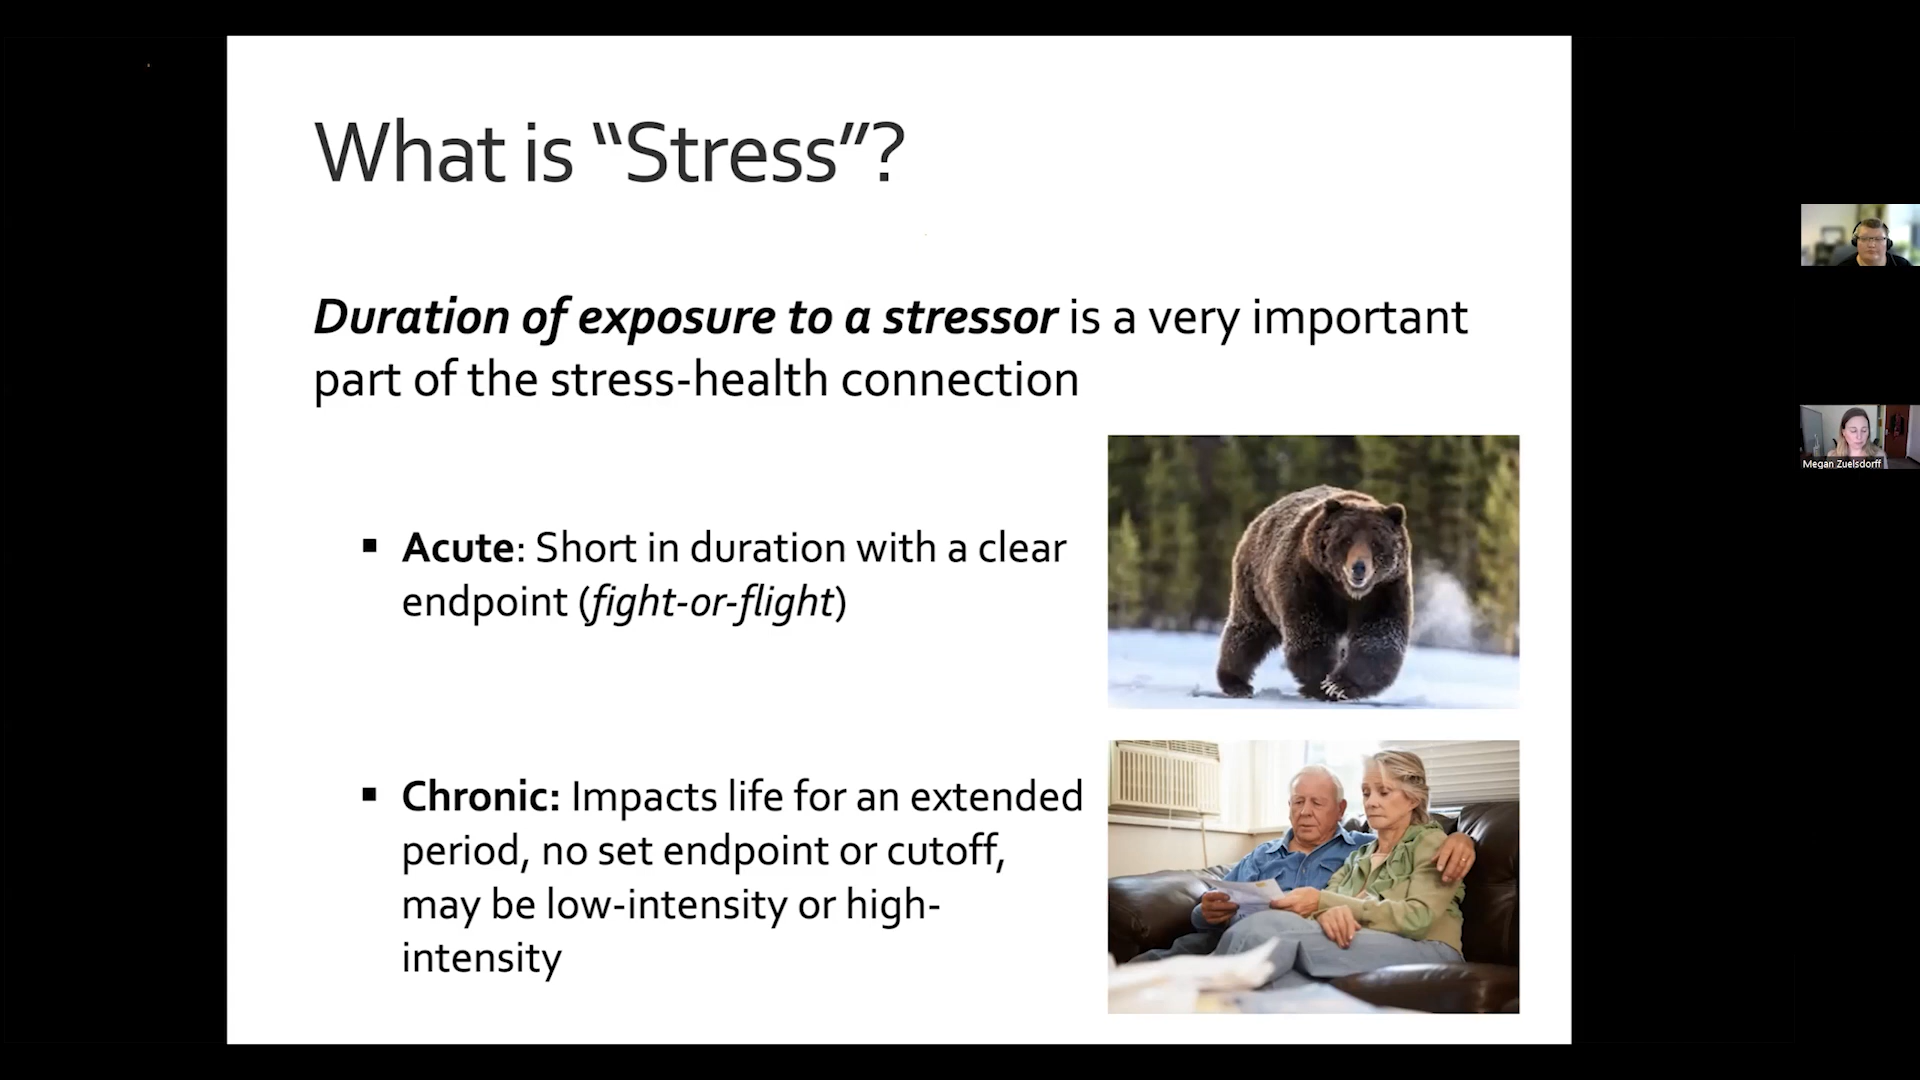 What is “Stress”?
Duration of exposure to a stressor is a very important
part of the stress-health connection
▪ Acute: Short in duration with a clear
endpoint (fight-or-flight)
▪ Chronic: Impacts life for an extended
period, no set endpoint or cutoff,
may be low-intensity or high-
intensity
Megan Zuelsdorff